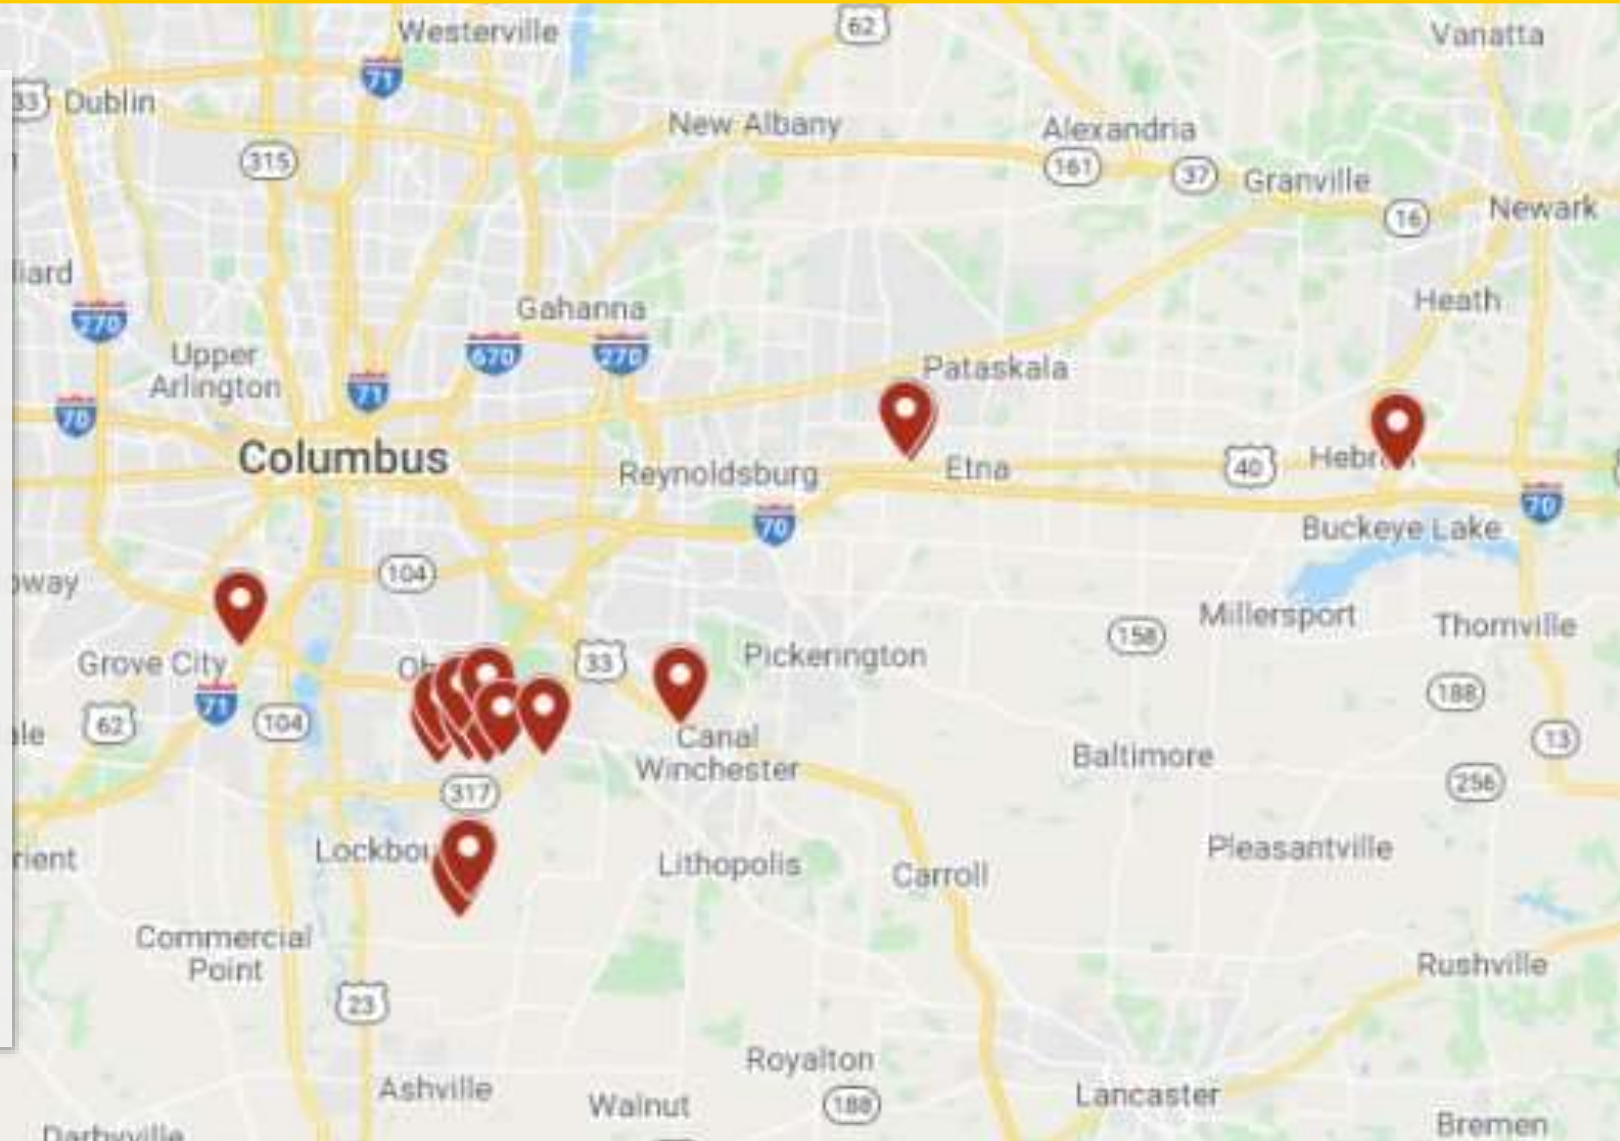 Westerville
62
Vanatta
71
33
Dublin
New Albany
Alexandria
315
161
37
Granville
16
Newark
liard
Gahanna
Heath
270
Upper
Arlington
670
270
Pataskala
71
70
Columbus
Reynoldsburg
Etna
40
Hebr
70
70
Buckeye Lake
104
way
Millersport
158
Thornville
Grove City
Ob
33
Pickerington
188
71
62
104
ale
Canal
Winchester
Baltimore
13
256
317
Lockbou
rient
Lithopolis
Carroll
Pleasantville
Commercial
Point
Rushville
23
Royalton
Ashville
Walnut
188
Lancaster
Bremen
Darbyville